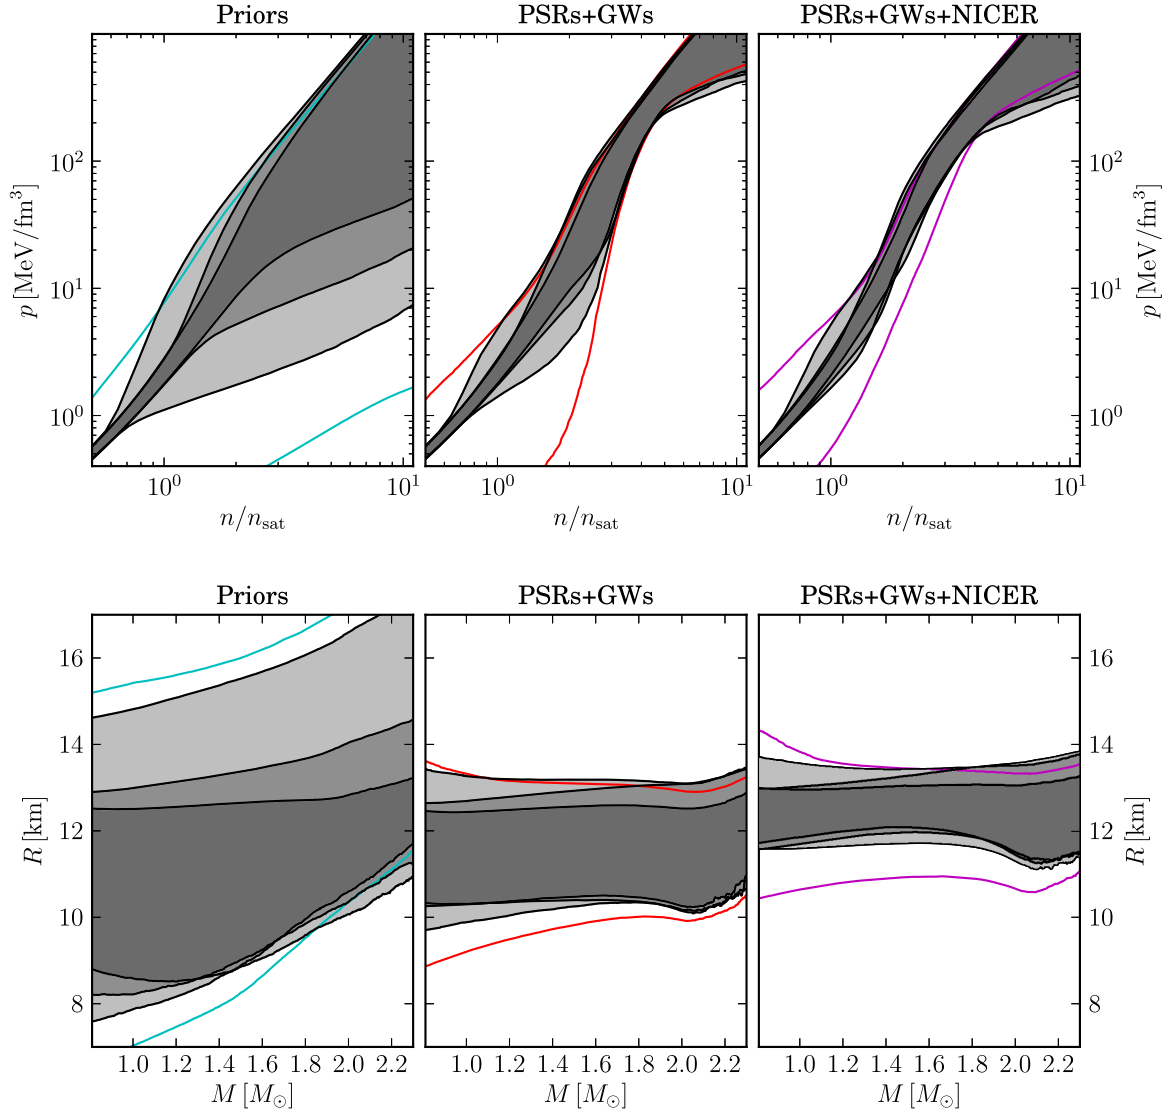 Priors PSRs+GWs PSRs+GWs+NICER
10² 10²
10¹ 10¹
10⁰ 10⁰
p [MeV/fm³] p [MeV/fm³]
10⁰ 10¹ 10⁰ 10¹ 10⁰ 10¹
n/n_sat n/n_sat n/n_sat
Priors PSRs+GWs PSRs+GWs+NICER
16 16
14 14
12 12
10 10
8 8
R [km] R [km]
1.0 1.2 1.4 1.6 1.8 2.0 2.2 1.0 1.2 1.4 1.6 1.8 2.0 2.2 1.0 1.2 1.4 1.6 1.8 2.0 2.2
M [M⊙] M [M⊙] M [M⊙]